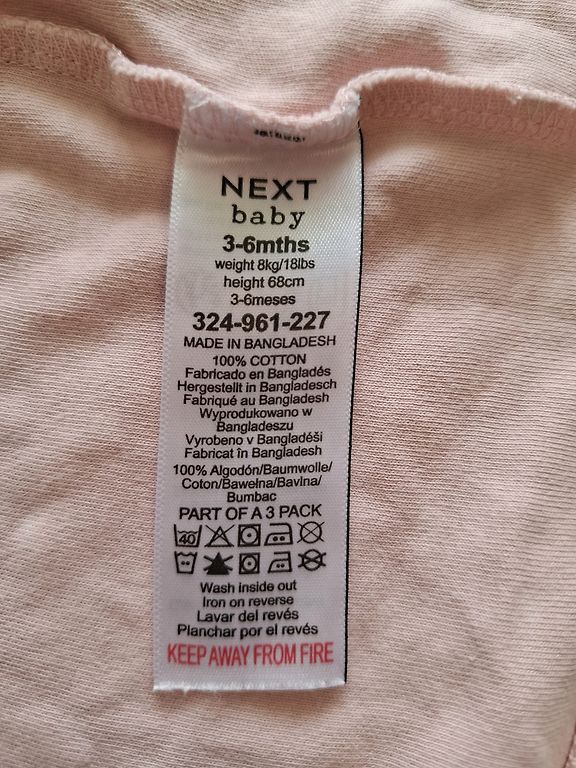 NEXT
baby
3-6mths
weight 8kg/18lbs
height 68cm
3-6meses
324-961-227
MADE IN BANGLADESH
100% COTTON
Fabricado en Bangladés
Hergestellt in Bangladesch
Fabriqué au Bangladesh
Wyprodukowano w
Bangladeszu
Vyrobeno v Bangladéši
Fabricat în Bangladesh
100% Algodón/Baumwolle/
Coton/Bawełna/Bavlna/
Bumbac
PART OF A 3 PACK
40
Wash inside out
Iron on reverse
Lavar del revés
Planchar por el revés
KEEP AWAY FROM FIRE